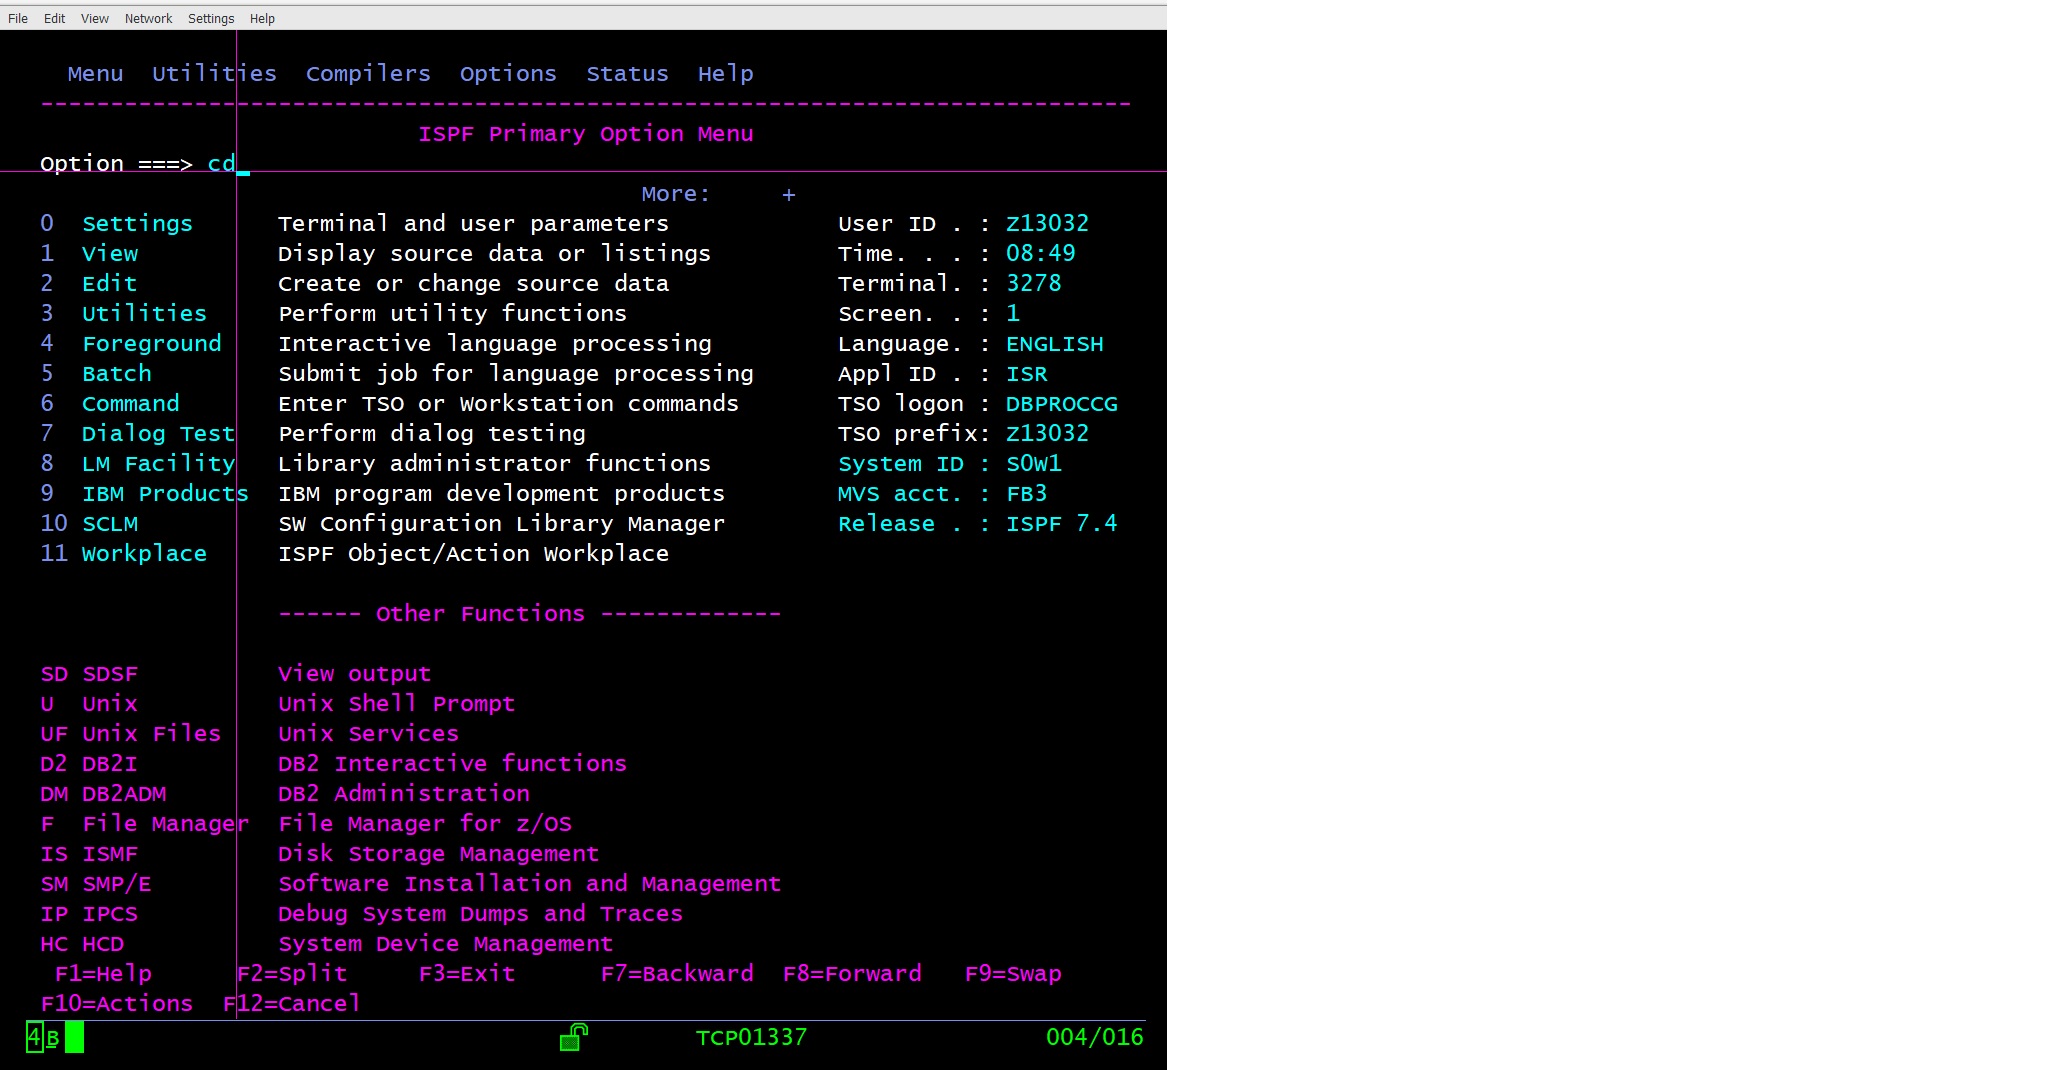 File Edit View Network Settings Help
Menu Utilities Compilers Options Status Help
------------------------------------------------------------------------------
ISPF Primary Option Menu
Option ===> cd
More: +
0 Settings Terminal and user parameters User ID . : Z13032
1 View Display source data or listings Time. . . : 08:49
2 Edit Create or change source data Terminal. : 3278
3 Utilities Perform utility functions Screen. . : 1
4 Foreground Interactive language processing Language. : ENGLISH
5 Batch Submit job for language processing Appl ID . : ISR
6 Command Enter TSO or Workstation commands TSO logon : DBPROCCG
7 Dialog Test Perform dialog testing TSO prefix: Z13032
8 LM Facility Library administrator functions System ID : S0W1
9 IBM Products IBM program development products MVS acct. : FB3
10 SCLM SW Configuration Library Manager Release . : ISPF 7.4
11 Workplace ISPF Object/Action Workplace
------ Other Functions -------------
SD SDSF View output
U Unix Unix Shell Prompt
UF Unix Files Unix Services
D2 DB2I DB2 Interactive functions
DM DB2ADM DB2 Administration
F File Manager File Manager for z/OS
IS ISMF Disk Storage Management
SM SMP/E Software Installation and Management
IP IPCS Debug System Dumps and Traces
HC HCD System Device Management
F1=Help F2=Split F3=Exit F7=Backward F8=Forward F9=Swap
F10=Actions F12=Cancel
4 B TCP01337 004/016